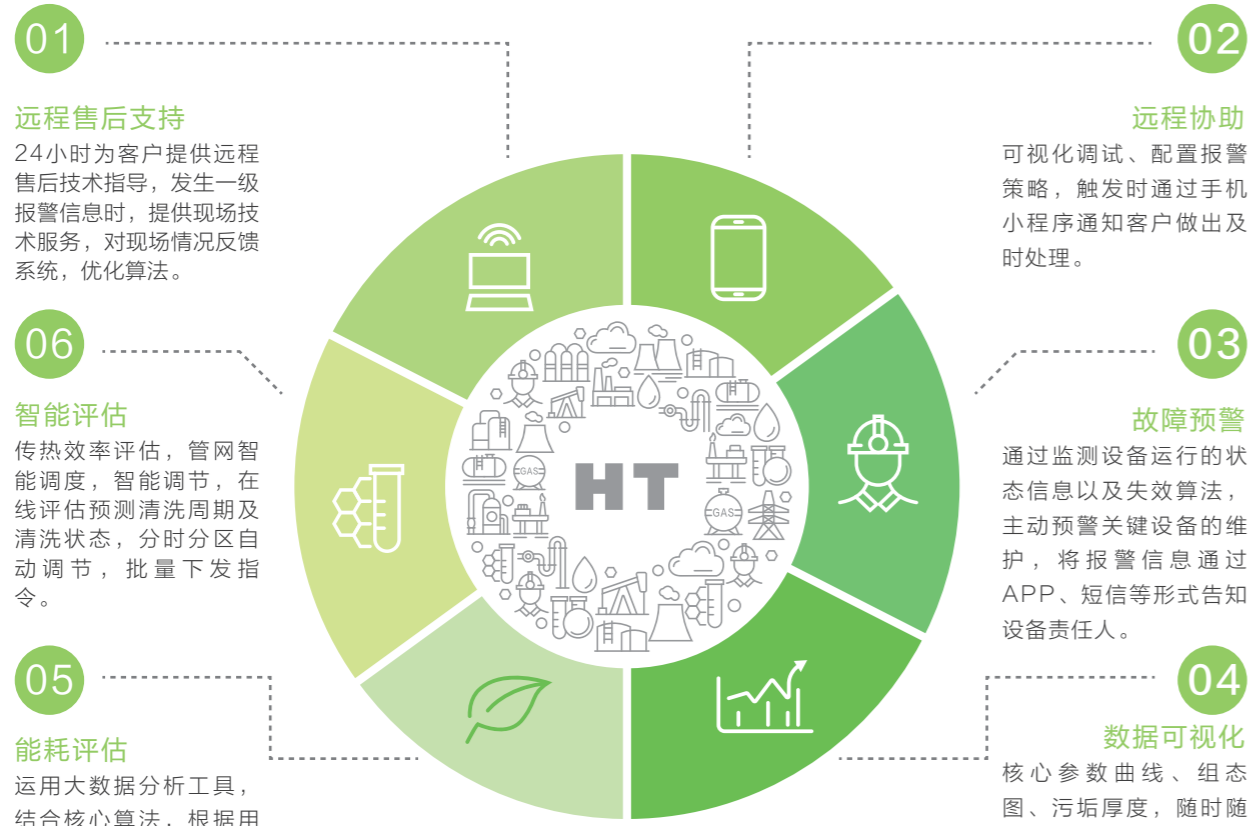 01
远程售后支持
24小时为客户提供远程
售后技术指导，发生一级
报警信息时，提供现场技
术服务，对现场情况反馈
系统，优化算法。
02
远程协助
可视化调试、配置报警
策略，触发时通过手机
小程序通知客户做出及
时处理。
03
故障预警
通过监测设备运行的状
态信息以及失效算法，
主动预警关键设备的维
护，将报警信息通过
APP、短信等形式告知
设备责任人。
04
数据可视化
核心参数曲线、组态
图、污垢厚度，随时随
05
能耗评估
运用大数据分析工具，
结合核心算法，根据用
06
智能评估
传热效率评估，管网智
能调度，智能调节，在
线评估预测清洗周期及
清洗状态，分时分区自
动调节，批量下发指
令。
HT
GAS
GAS